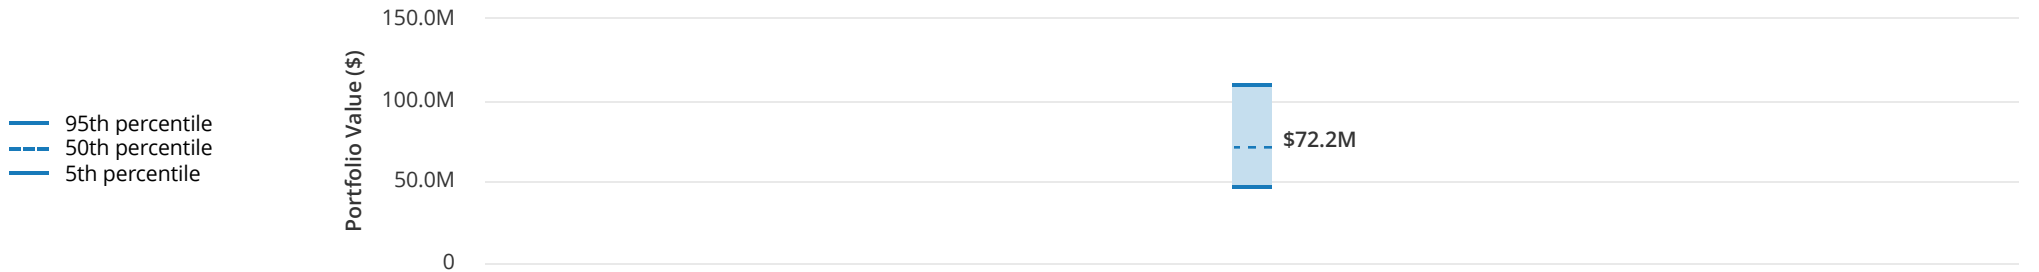 95th percentile
50th percentile
5th percentile
Portfolio Value ($)
150.0M
100.0M
50.0M
0
$72.2M